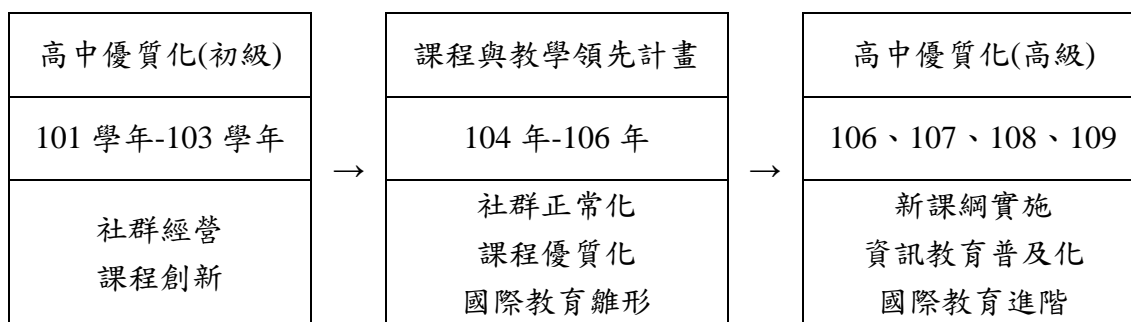 高中優質化(初級)
101 學年-103 學年
社群經營
課程創新
→
課程與教學領先計畫
104 年-106 年
社群正常化
課程優質化
國際教育雛形
→
高中優質化(高級)
106、107、108、109
新課綱實施
資訊教育普及化
國際教育進階